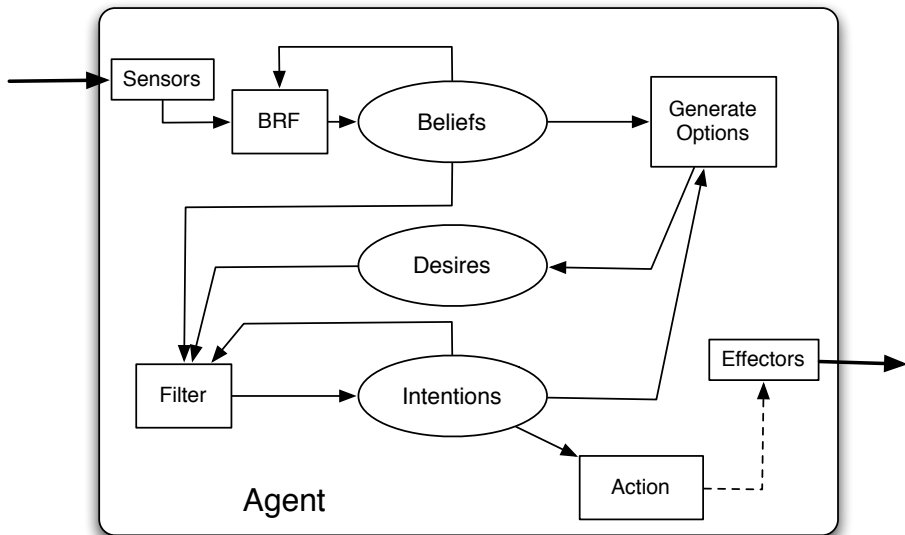 Sensors
BRF
Beliefs
Generate
Options
Desires
Effectors
Filter
Intentions
Action
Agent